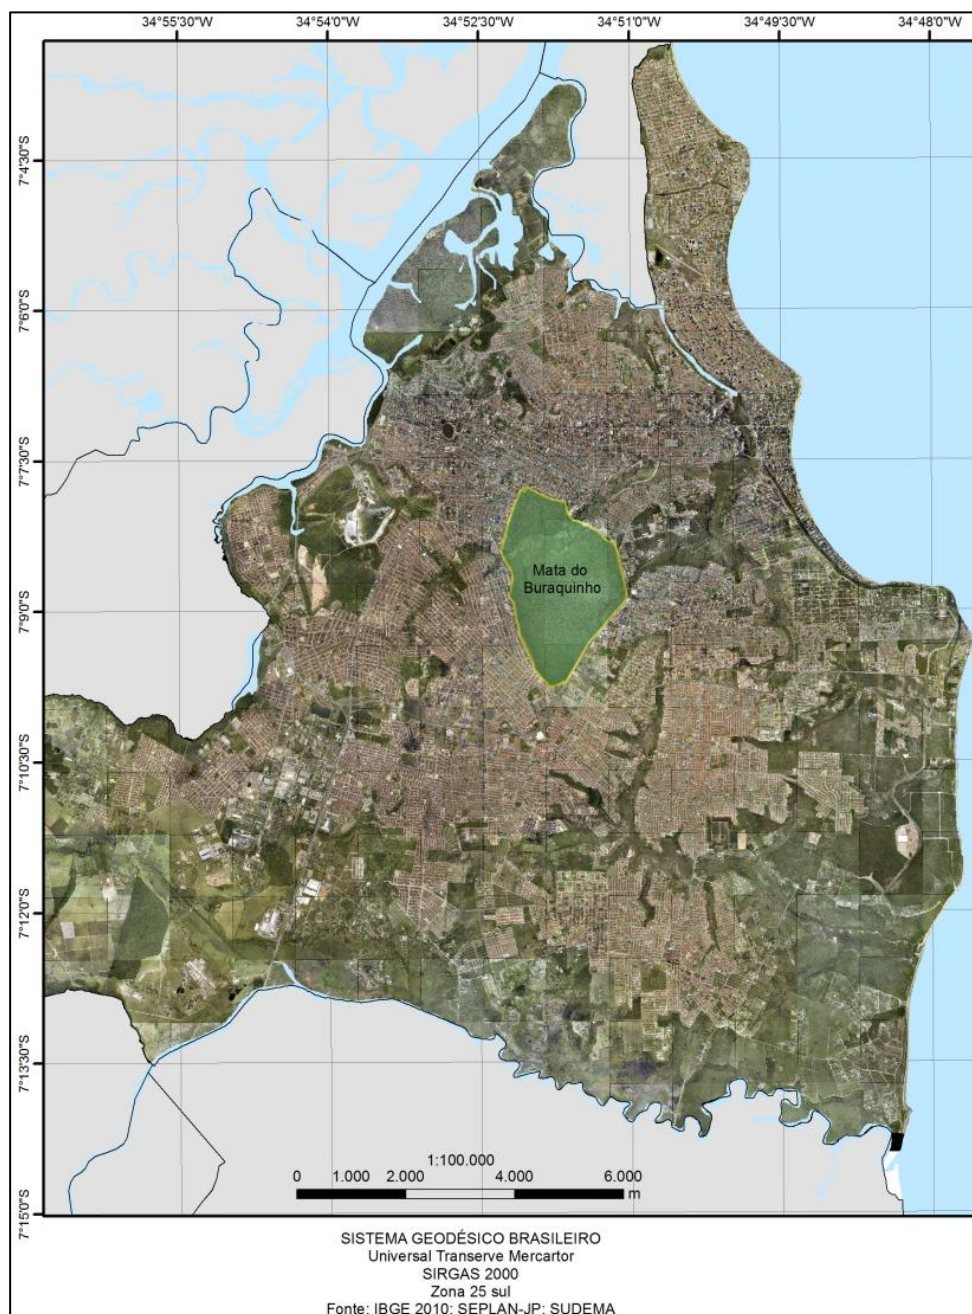 34°55'30"W 34°54'0"W 34°52'30"W 34°51'0"W 34°49'30"W 34°48'0"W
7°4'30"S
7°6'0"S
7°7'30"S
Mata do
Buraquinho
7°9'0"S
7°10'30"S
7°12'0"S
7°13'30"S
1:100.000
0 1.000 2.000 4.000 6.000
m
7°15'0"S
SISTEMA GEODÉSICO BRASILEIRO
Universal Transerve Mercartor
SIRGAS 2000
Zona 25 sul
Fonte: IBGE 2010; SEPLAN-JP; SUDEMA